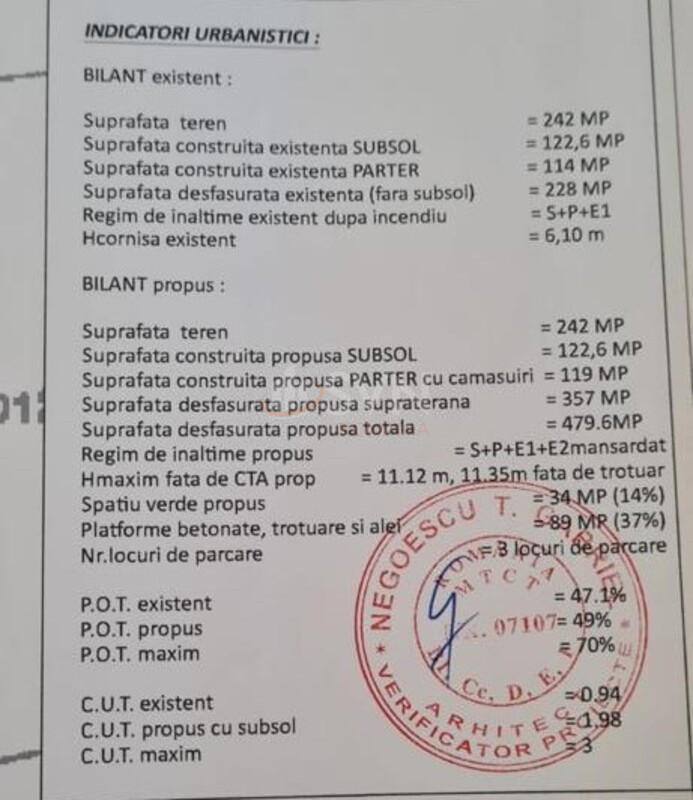 INDICATORI URBANISTICI :
BILANT existent :
Suprafata teren = 242 MP
Suprafata construita existenta SUBSOL = 122,6 MP
Suprafata construita existenta PARTER = 114 MP
Suprafata desfasurata existenta (fara subsol) = 228 MP
Regim de inaltime existent dupa incendiu = S+P+E1
Hcornisa existent = 6,10 m
BILANT propus :
Suprafata teren = 242 MP
Suprafata construita propusa SUBSOL = 122,6 MP
Suprafata construita propusa PARTER cu camasuiri = 119 MP
Suprafata desfasurata propusa supraterana = 357 MP
Suprafata desfasurata propusa totala = 479.6MP
Regim de inaltime propus = S+P+E1+E2mansardat
Hmaxim fata de CTA prop = 11.12 m, 11.35m fata de trotuar
Spatiu verde propus = 34 MP (14%)
Platforme betonate, trotuare si alei = 89 MP (37%)
Nr.locuri de parcare = 3 locuri de parcare
P.O.T. existent = 47.1%
P.O.T. propus = 49%
P.O.T. maxim = 70%
C.U.T. existent =0.94
C.U.T. propus cu subsol =1.98
C.U.T. maxim =3
NEGOESCU T. GABRIEL
ROMANIA
MTCT
07107
Cc, D, E,
ARHITECT
* VERIFICATOR PROIECTE *